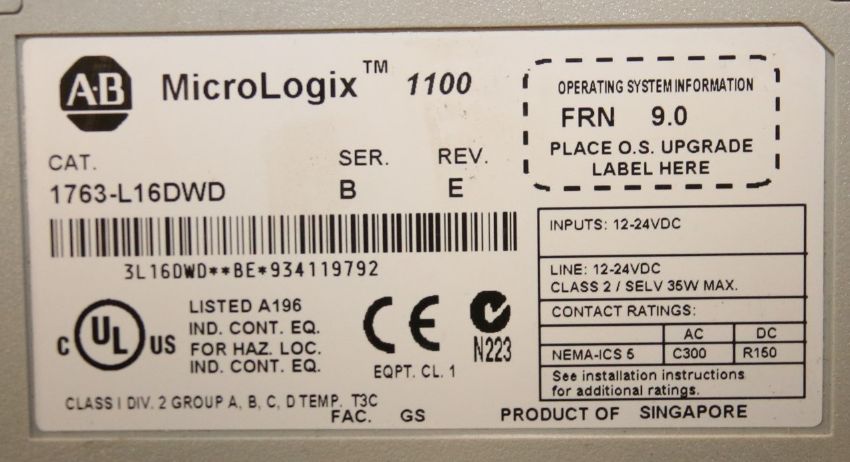 A·B
MicroLogix™ 1100
OPERATING SYSTEM INFORMATION
FRN 9.0
PLACE O.S. UPGRADE
LABEL HERE
CAT. SER. REV.
1763-L16DWD B E
3L16DWD**BE*934119792
INPUTS: 12-24VDC
LINE: 12-24VDC
CLASS 2 / SELV 35W MAX.
CONTACT RATINGS:
AC DC
NEMA-ICS 5 C300 R150
See installation instructions
for additional ratings.
C UL US
LISTED A196
IND. CONT. EQ.
FOR HAZ. LOC.
IND. CONT. EQ.
CE
EQPT. CL. 1
N223
CLASS I DIV. 2 GROUP A, B, C, D TEMP. T3C
FAC. GS PRODUCT OF SINGAPORE